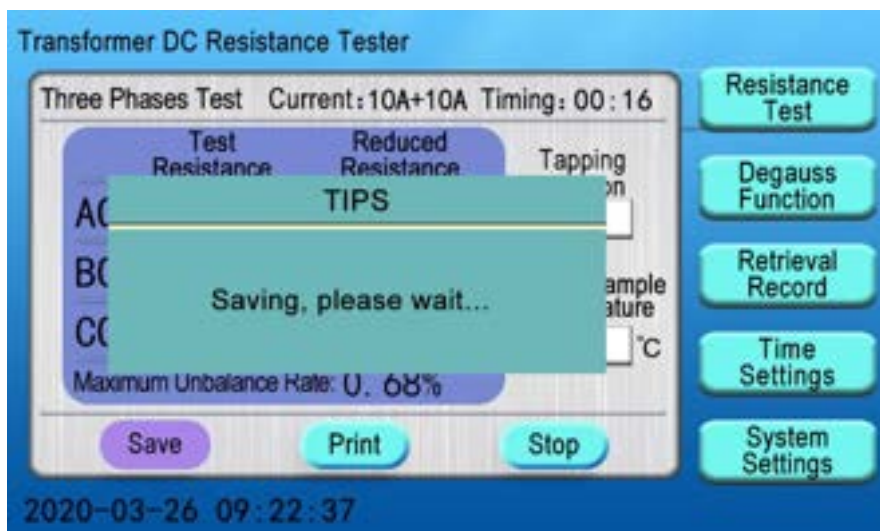 Transformer DC Resistance Tester
Three Phases Test Current:10A+10A Timing:00:16
Test Reduced Tapping
Resistance Resistance
TIPS
Saving, please wait...
°C
Maximum Unbalance Rate: 0.68%
Save Print Stop
Resistance
Test
Degauss
Function
Retrieval
Record
Time
Settings
System
Settings
2020-03-26 09:22:37